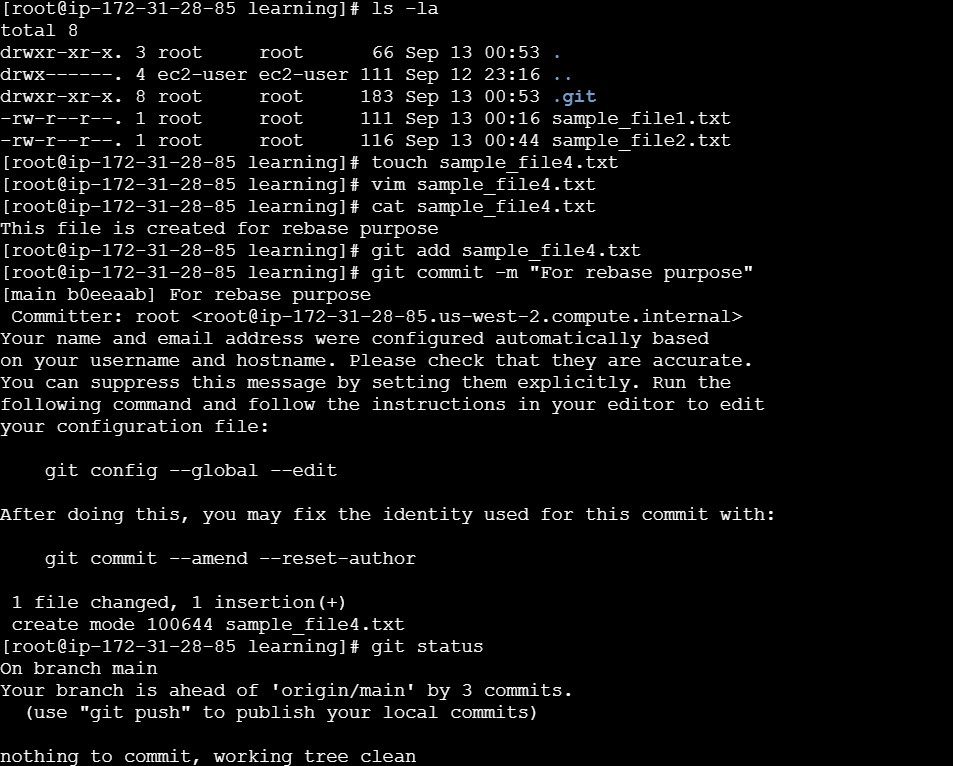 [root@ip-172-31-28-85 learning]# ls -la
total 8
drwxr-xr-x. 3 root     root      66 Sep 13 00:53 .
drwx------. 4 ec2-user ec2-user 111 Sep 12 23:16 ..
drwxr-xr-x. 8 root     root     183 Sep 13 00:53 .git
-rw-r--r--. 1 root     root     111 Sep 13 00:16 sample_file1.txt
-rw-r--r--. 1 root     root     116 Sep 13 00:44 sample_file2.txt
[root@ip-172-31-28-85 learning]# touch sample_file4.txt
[root@ip-172-31-28-85 learning]# vim sample_file4.txt
[root@ip-172-31-28-85 learning]# cat sample_file4.txt
This file is created for rebase purpose
[root@ip-172-31-28-85 learning]# git add sample_file4.txt
[root@ip-172-31-28-85 learning]# git commit -m "For rebase purpose"
[main b0eeaab] For rebase purpose
 Committer: root <root@ip-172-31-28-85.us-west-2.compute.internal>
Your name and email address were configured automatically based
on your username and hostname. Please check that they are accurate.
You can suppress this message by setting them explicitly. Run the
following command and follow the instructions in your editor to edit
your configuration file:

    git config --global --edit

After doing this, you may fix the identity used for this commit with:

    git commit --amend --reset-author

 1 file changed, 1 insertion(+)
 create mode 100644 sample_file4.txt
[root@ip-172-31-28-85 learning]# git status
On branch main
Your branch is ahead of 'origin/main' by 3 commits.
  (use "git push" to publish your local commits)

nothing to commit, working tree clean